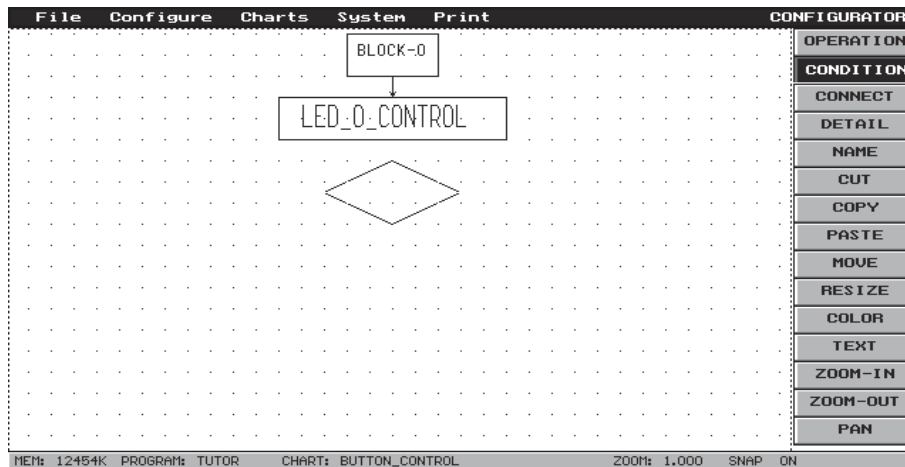 File Configure Charts System Print CONFIGURATOR
BLOCK-0
LED_0_CONTROL
OPERATION
CONDITION
CONNECT
DETAIL
NAME
CUT
COPY
PASTE
MOVE
RESIZE
COLOR
TEXT
ZOOM-IN
ZOOM-OUT
PAN
MEM: 12454K PROGRAM: TUTOR CHART: BUTTON_CONTROL ZOOM: 1.000 SNAP ON